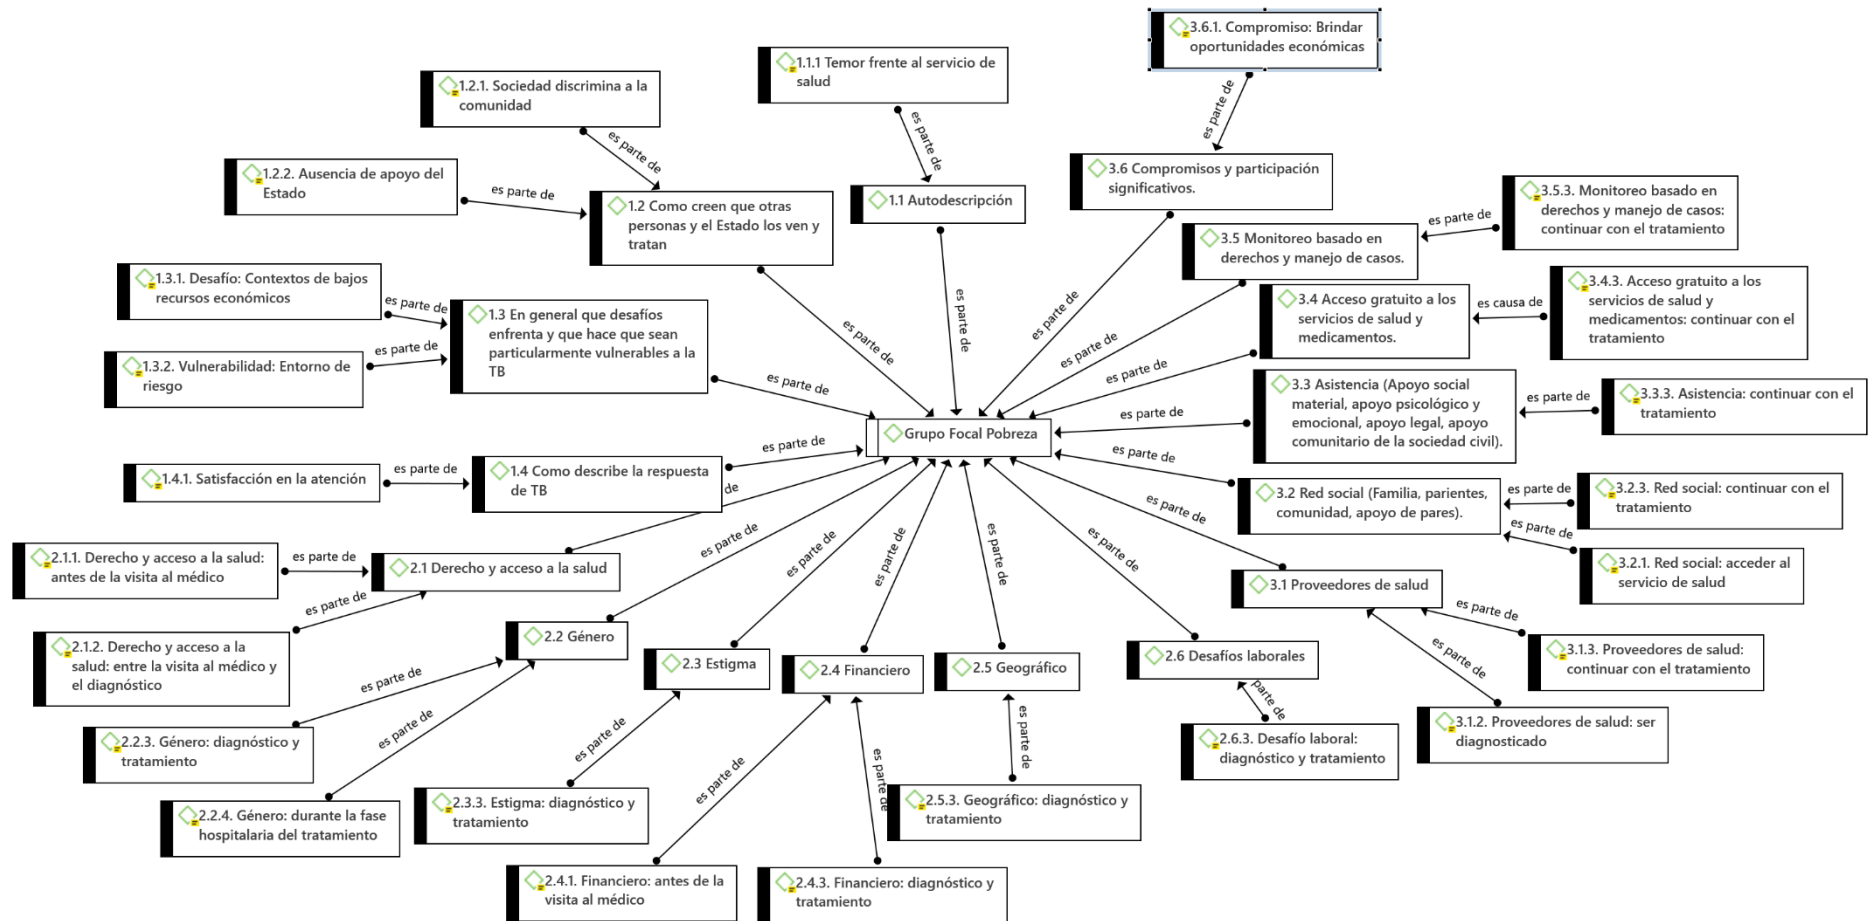 3.6.1. Compromiso: Brindar
oportunidades económicas
es parte de
3.6 Compromisos y participación
significativos.
es parte de
1.1.1 Temor frente al servicio de
salud
es parte de
1.1 Autodescripción
es parte de
1.2.1. Sociedad discrimina a la
comunidad
es parte de
1.2.2. Ausencia de apoyo del
Estado
es parte de
1.2 Como creen que otras
personas y el Estado los ven y
tratan
es parte de
1.3.1. Desafío: Contextos de bajos
recursos económicos
es parte de
1.3.2. Vulnerabilidad: Entorno de
riesgo
es parte de
1.3 En general que desafíos
enfrenta y que hace que sean
particularmente vulnerables a la
TB
es parte de
1.4.1. Satisfacción en la atención
es parte de
1.4 Como describe la respuesta
de TB
es parte de
Grupo Focal Pobreza
3.5.3. Monitoreo basado en
derechos y manejo de casos:
continuar con el tratamiento
es parte de
3.5 Monitoreo basado en
derechos y manejo de casos.
es parte de
3.4.3. Acceso gratuito a los
servicios de salud y
medicamentos: continuar con el
tratamiento
es causa de
3.4 Acceso gratuito a los
servicios de salud y
medicamentos.
es parte de
3.3.3. Asistencia: continuar con el
tratamiento
es parte de
3.3 Asistencia (Apoyo social
material, apoyo psicológico y
emocional, apoyo legal, apoyo
comunitario de la sociedad civil).
es parte de
3.2.3. Red social: continuar con el
tratamiento
es parte de
3.2.1. Red social: acceder al
servicio de salud
es parte de
3.2 Red social (Familia, parientes,
comunidad, apoyo de pares).
es parte de
2.1.1. Derecho y acceso a la salud:
antes de la visita al médico
es parte de
2.1.2. Derecho y acceso a la
salud: entre la visita al médico y
el diagnóstico
es parte de
2.1 Derecho y acceso a la salud
de
2.2.3. Género: diagnóstico y
tratamiento
es parte de
2.2.4. Género: durante la fase
hospitalaria del tratamiento
es parte de
2.2 Género
es parte de
2.3.3. Estigma: diagnóstico y
tratamiento
es parte de
2.3 Estigma
es parte de
2.4.1. Financiero: antes de la
visita al médico
es parte de
2.4.3. Financiero: diagnóstico y
tratamiento
es parte de
2.4 Financiero
es parte de
2.5.3. Geográfico: diagnóstico y
tratamiento
es parte de
2.5 Geográfico
es parte de
2.6.3. Desafío laboral:
diagnóstico y tratamiento
parte de
2.6 Desafíos laborales
es parte de
3.1.3. Proveedores de salud:
continuar con el tratamiento
es parte de
3.1.2. Proveedores de salud: ser
diagnosticado
es parte de
3.1 Proveedores de salud
es parte de